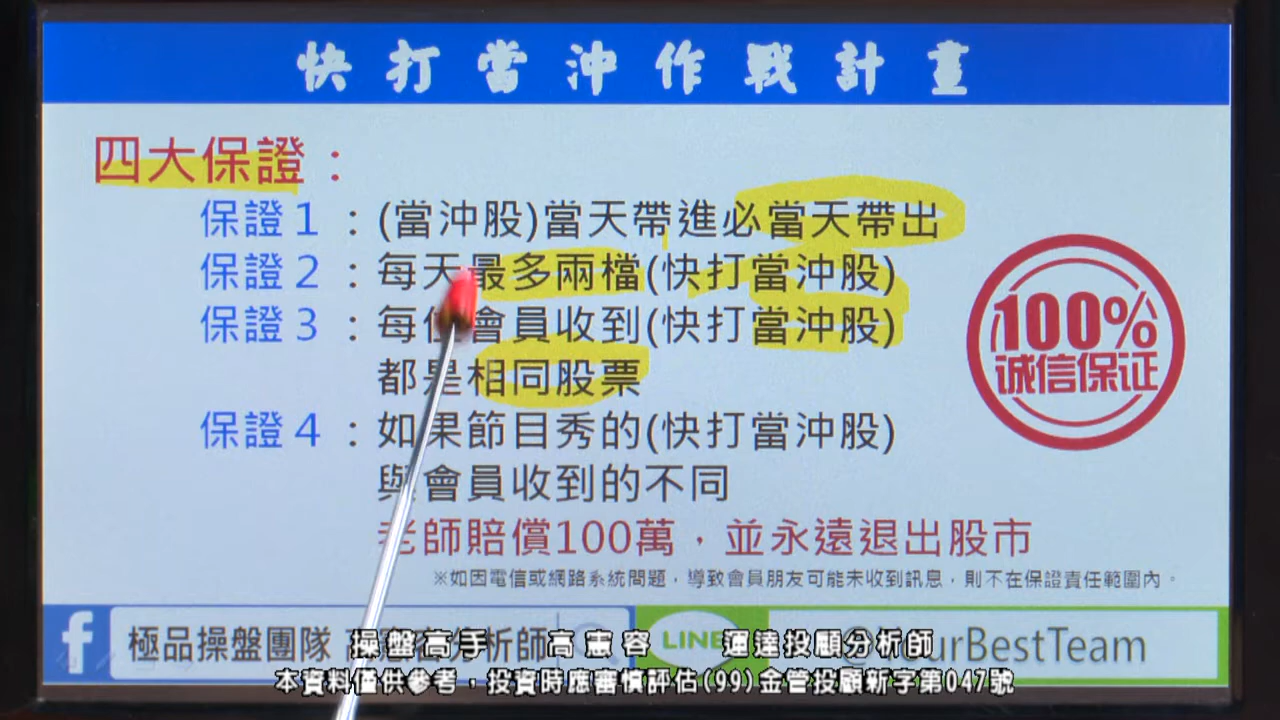 快打當沖作戰計畫
四大保證：
保證1：(當沖股)當天帶進必當天帶出
保證2：每天最多兩檔(快打當沖股)
保證3：每位會員收到(快打當沖股)
都是相同股票
100%
诚信保证
保證4：如果節目秀的(快打當沖股)
與會員收到的不同
老師賠償100萬，並永遠退出股市
※如因電信或網路系統問題，導致會員朋友可能未收到訊息，則不在保證責任範圍內。
f 極品操盤團隊 LINE
操盤高手 高憲容 運達投顧分析師
本資料僅供參考，投資時應審慎評估(99)金管投顧新字第047號